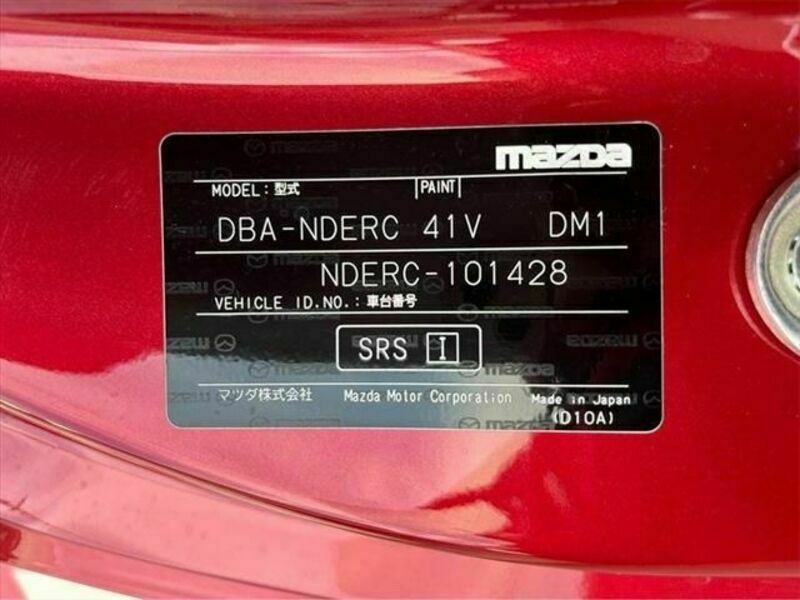 mazda
MODEL：型式 PAINT
DBA-NDERC 41V DM1
NDERC-101428
VEHICLE ID.NO.：車台番号
SRS I
マツダ株式会社 Mazda Motor Corporation Made in Japan
(D10A)